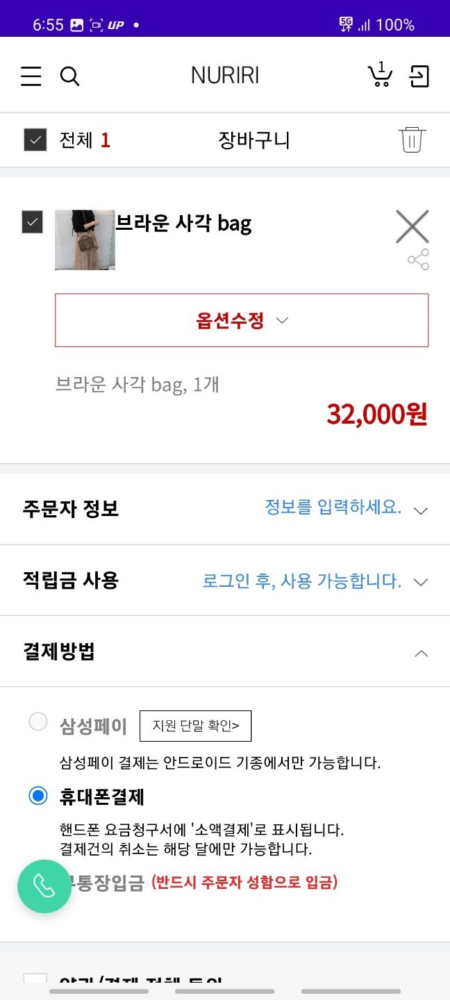 6:55 UP 5G 100%
NURIRI 1
전체 1 장바구니
브라운 사각 bag
옵션수정
브라운 사각 bag, 1개
32,000원
주문자 정보 정보를 입력하세요.
적립금 사용 로그인 후, 사용 가능합니다.
결제방법
삼성페이 지원 단말 확인>
삼성페이 결제는 안드로이드 기종에서만 가능합니다.
휴대폰결제
핸드폰 요금청구서에 '소액결제'로 표시됩니다.
결제건의 취소는 해당 달에만 가능합니다.
통장입금 (반드시 주문자 성함으로 입금)